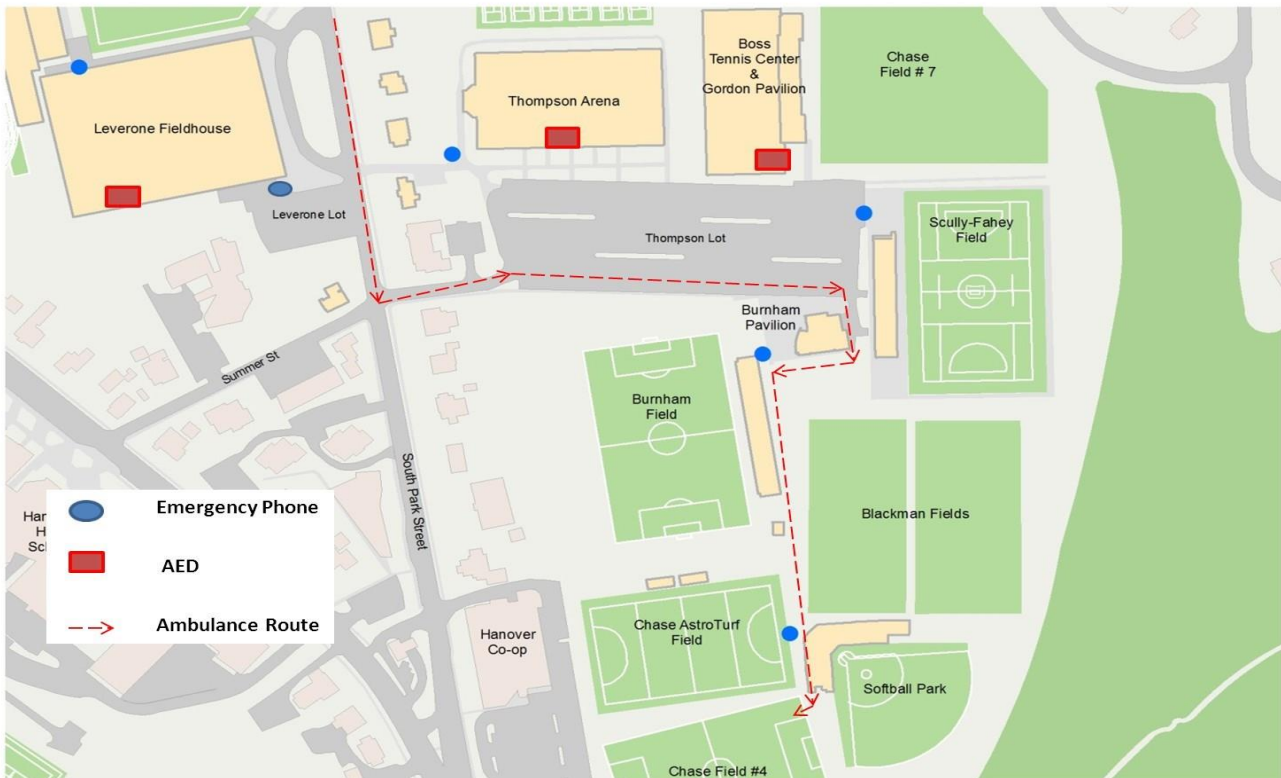 Boss
Tennis Center
&
Gordon Pavilion
Chase
Field # 7
Thompson Arena
Leverone Fieldhouse
Leverone Lot
Thompson Lot
Scully-Fahey
Field
Burnham
Pavilion
Summer St
Burnham
Field
South Park Street
Blackman Fields
Emergency Phone
AED
Ambulance Route
Hanover
Co-op
Chase AstroTurf
Field
Softball Park
Chase Field #4